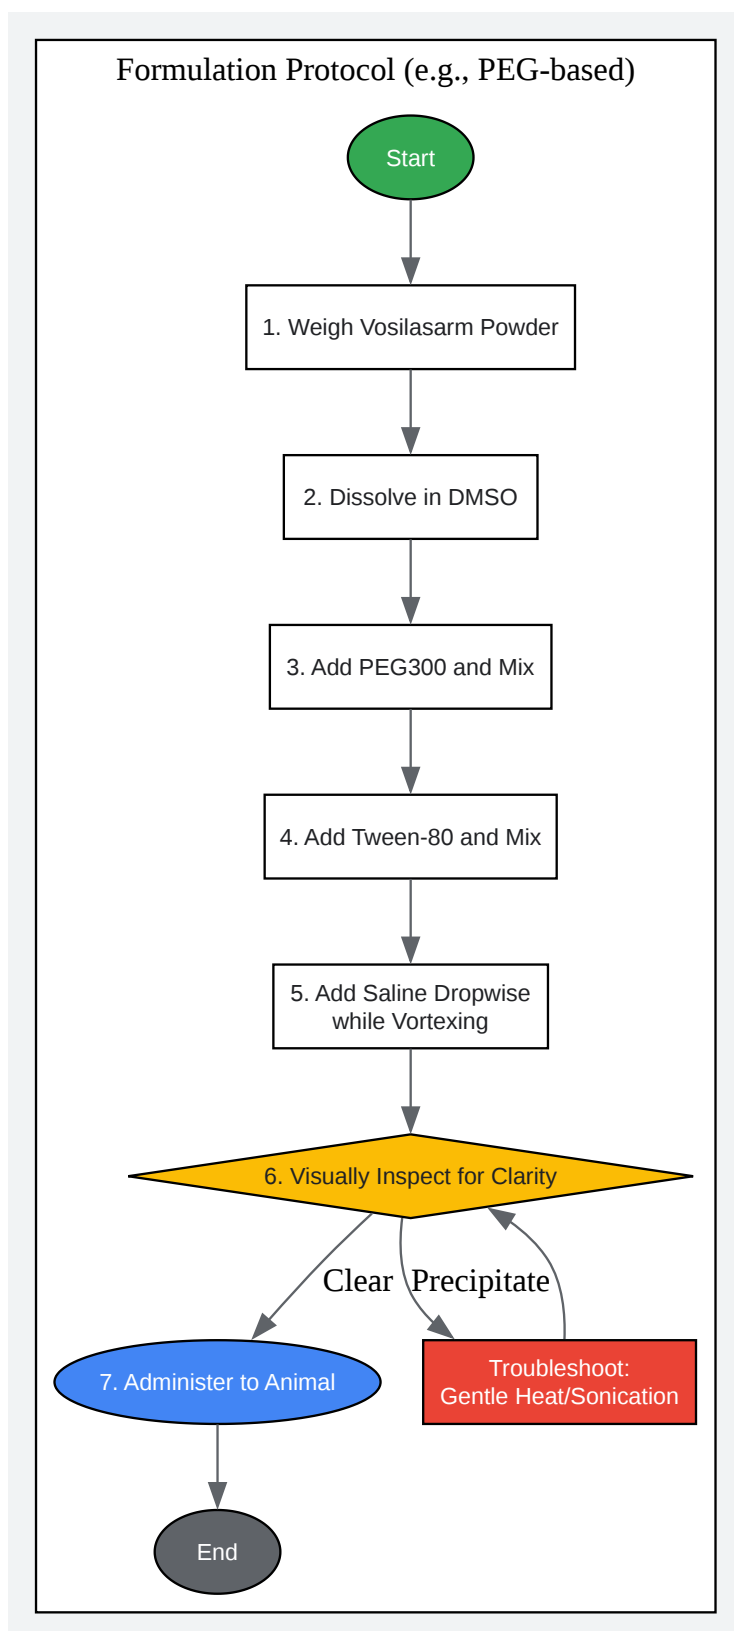 Formulation Protocol (e.g., PEG-based)
Start
1. Weigh Vosilasarm Powder
2. Dissolve in DMSO
3. Add PEG300 and Mix
4. Add Tween-80 and Mix
5. Add Saline Dropwise
while Vortexing
6. Visually Inspect for Clarity
Clear
Precipitate
7. Administer to Animal
Troubleshoot:
Gentle Heat/Sonication
End